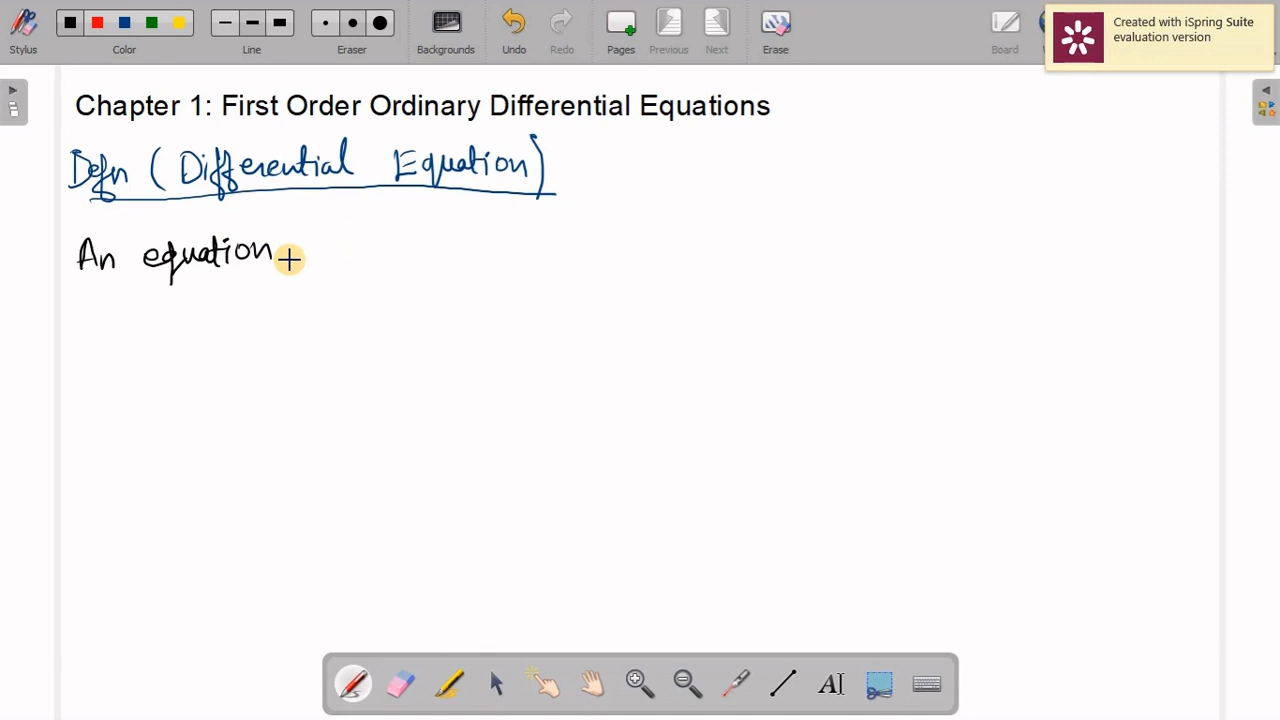 Stylus
Color
Line
Eraser
Backgrounds
Undo
Redo
Pages
Previous
Next
Erase
Board
Created with iSpring Suite
evaluation version
Chapter 1: First Order Ordinary Differential Equations
Defn (Differential Equation)
An equation
AI